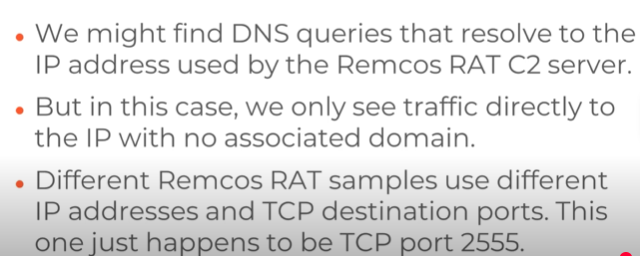 • We might find DNS queries that resolve to the
IP address used by the Remcos RAT C2 server.
• But in this case, we only see traffic directly to
the IP with no associated domain.
• Different Remcos RAT samples use different
IP addresses and TCP destination ports. This
one just happens to be TCP port 2555.